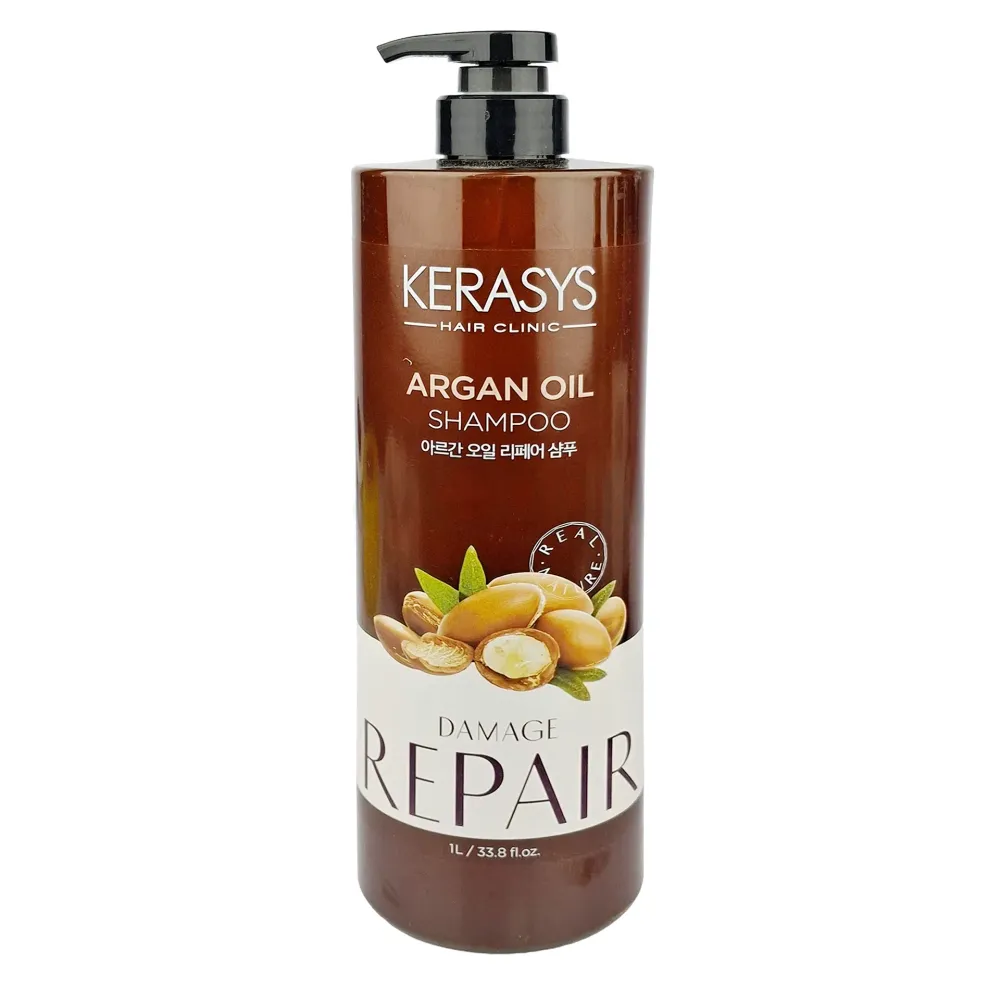 KERASYS
HAIR CLINIC
ARGAN OIL
SHAMPOO
아르간 오일 리페어 샴푸
REAL
NATURE
DAMAGE
REPAIR
1L / 33.8 fl.oz.